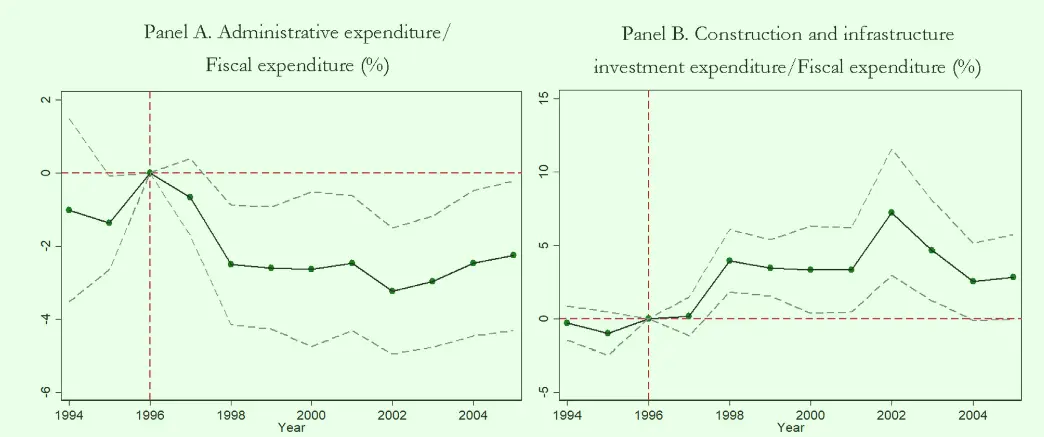 Panel A. Administrative expenditure/
Fiscal expenditure (%)
2
0
-2
-4
-6
1994 1996 1998 2000 2002 2004
Year
Panel B. Construction and infrastructure
investment expenditure/Fiscal expenditure (%)
15
10
5
0
-5
1994 1996 1998 2000 2002 2004
Year